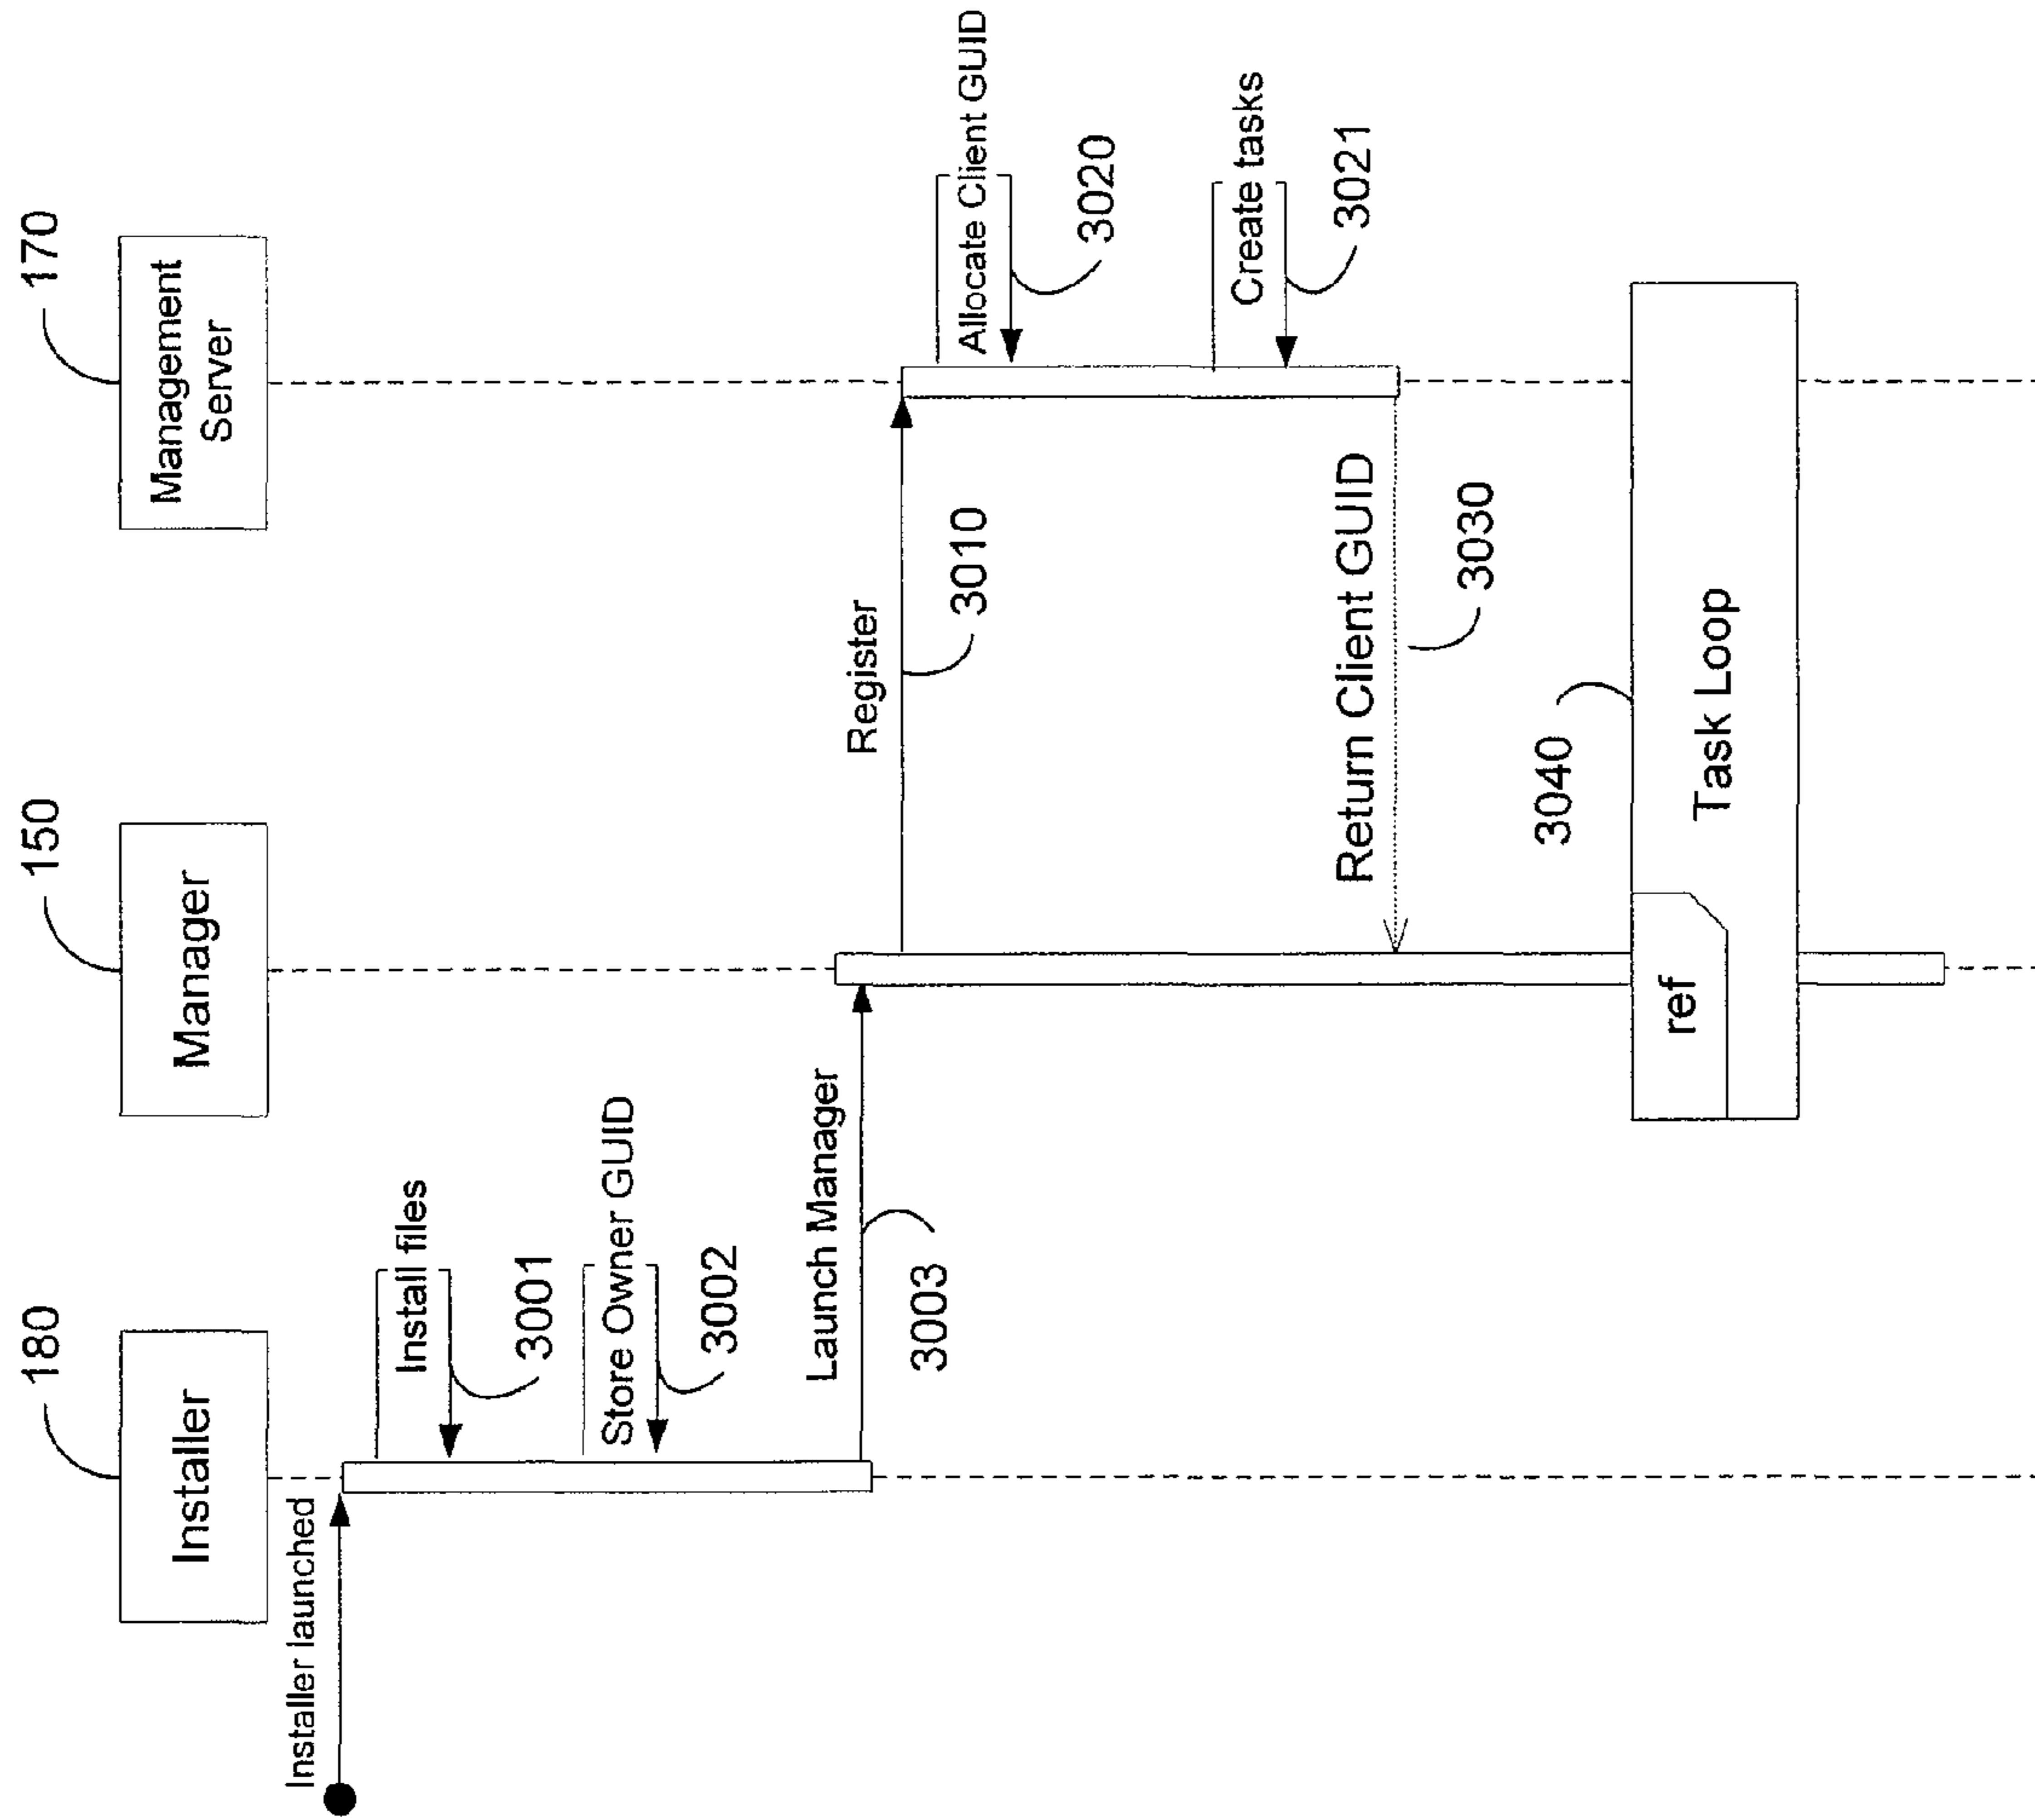 180
150
170
Installer
Manager
Management
Server
Installer launched
Install files
3001
Store Owner GUID
3002
Launch Manager
3003
Register
3010
Allocate Client GUID
3020
Create tasks
3021
Return Client GUID
3030
3040
ref
Task Loop